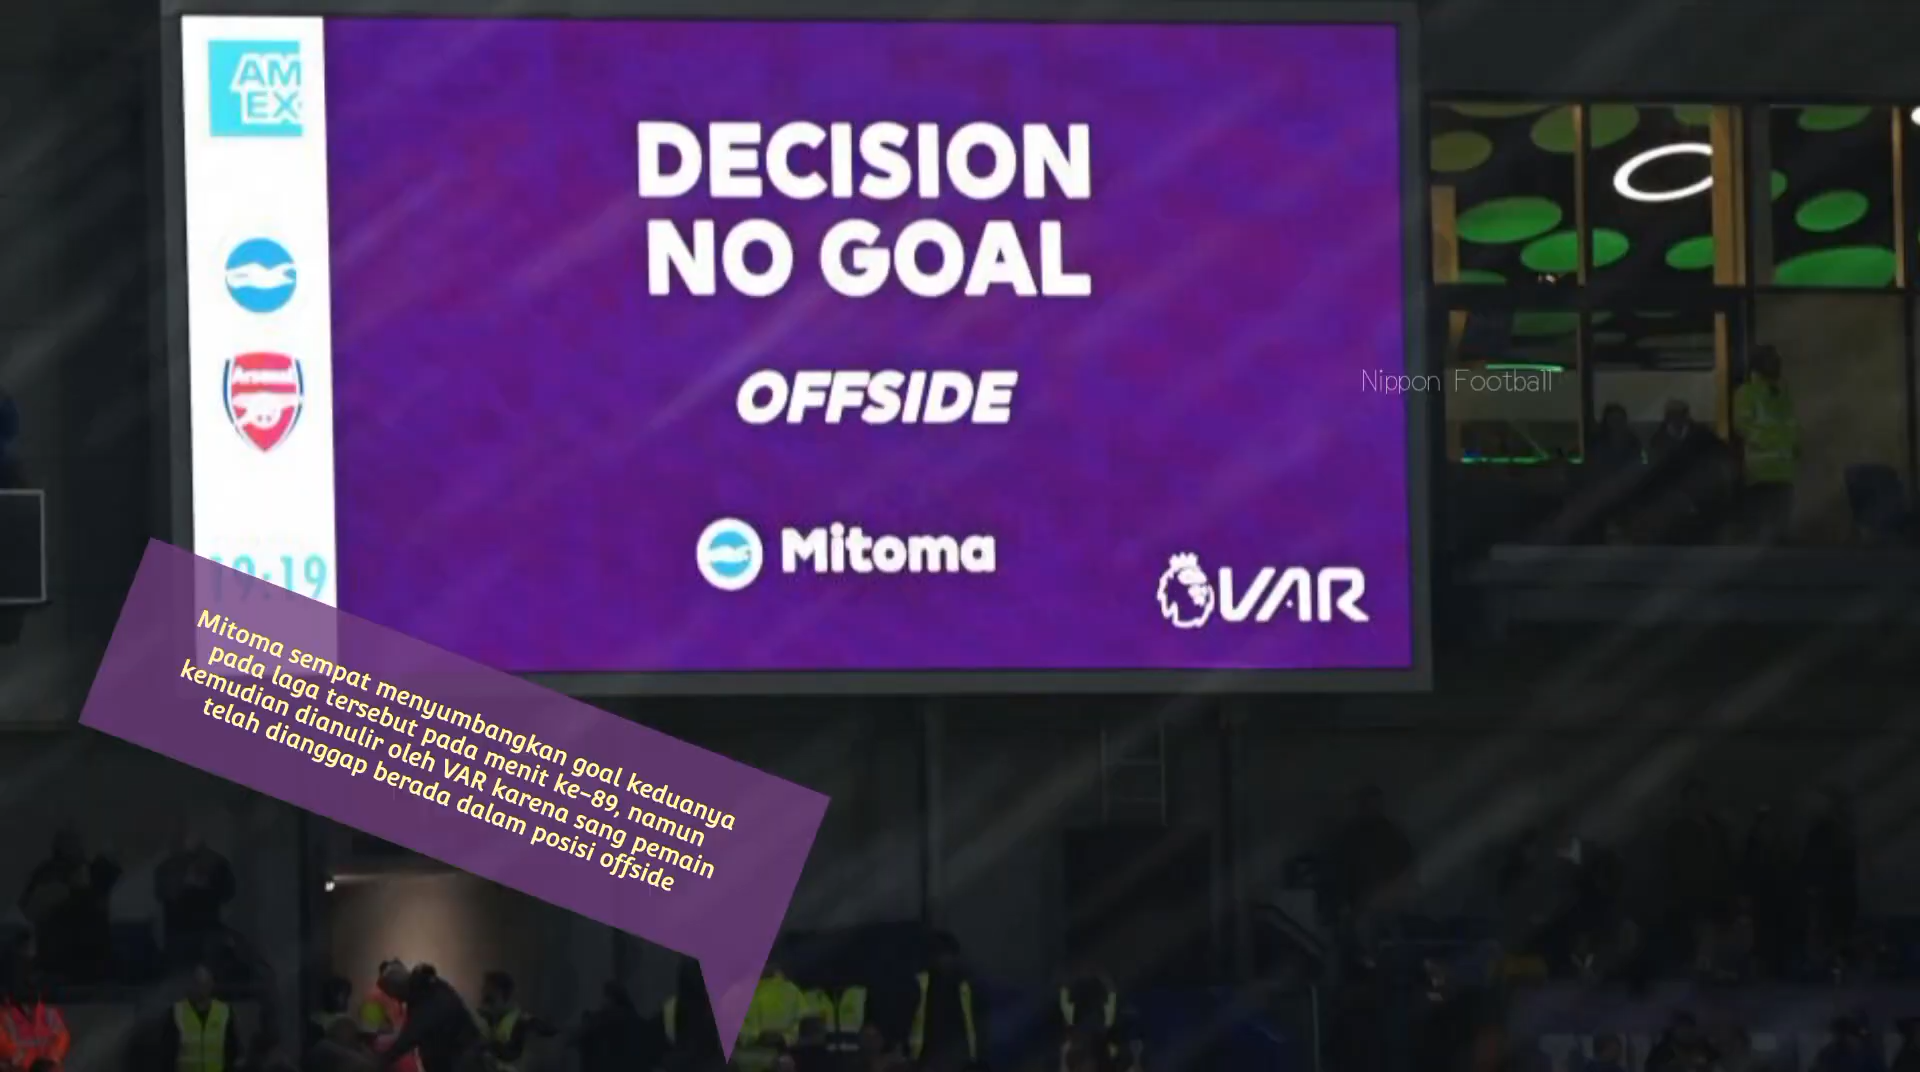 AM
EX
Arsenal
19:19
DECISION
NO GOAL
OFFSIDE
Mitoma
VAR
Nippon Football
Mitoma sempat menyumbangkan goal keduanya
pada laga tersebut pada menit ke-89, namun
kemudian dianulir oleh VAR karena sang pemain
telah dianggap berada dalam posisi offside